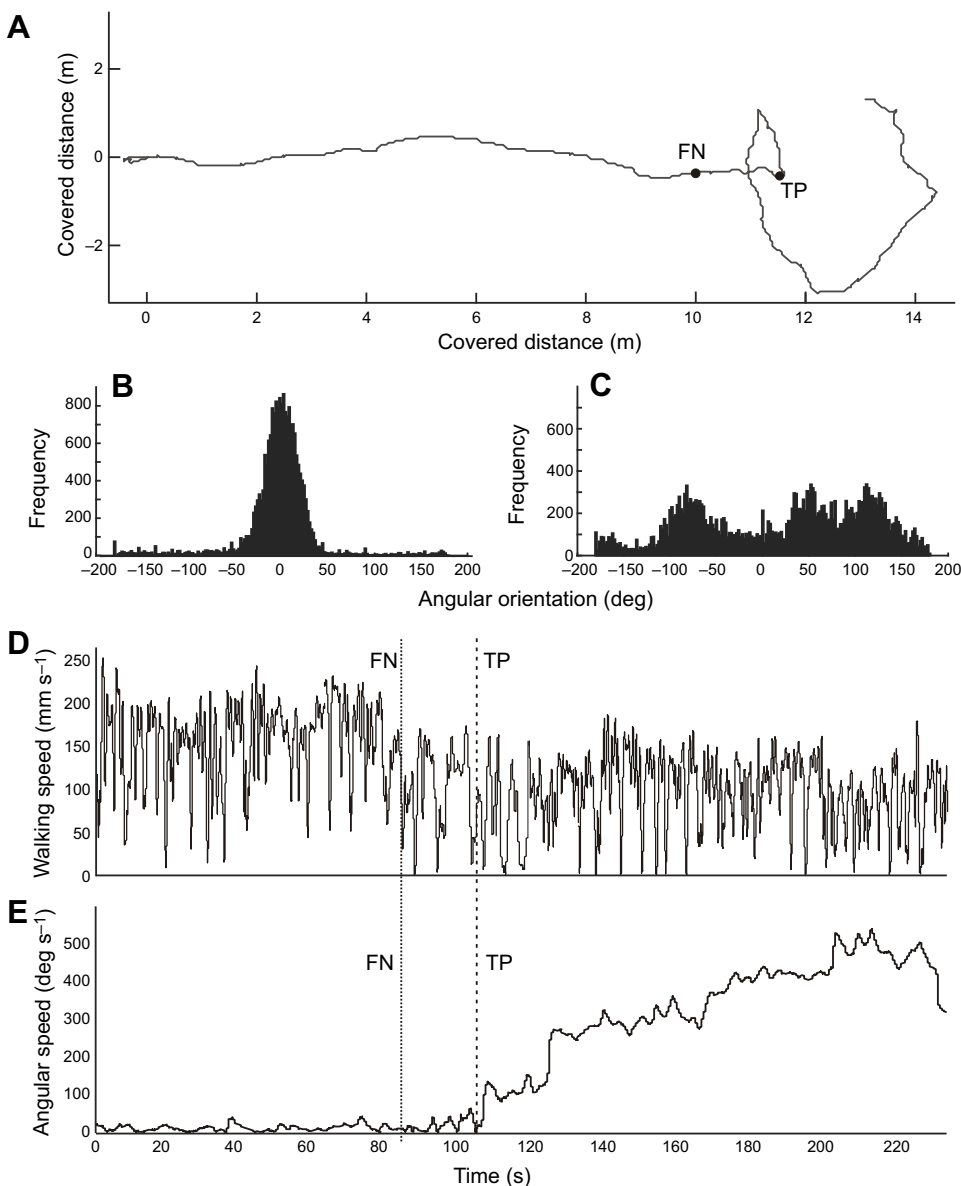 A
Covered distance (m)
2
0
–2
FN
TP
0 2 4 6 8 10 12 14
Covered distance (m)
B
Frequency
800
600
400
200
0
–200 –150 –100 –50 0 50 100 150 200
C
Frequency
600
400
200
0
–200 –150 –100 –50 0 50 100 150 200
Angular orientation (deg)
D
Walking speed (mm s–1)
250
200
150
100
50
0
FN
TP
E
Angular speed (deg s–1)
500
400
300
200
100
0
FN
TP
0 20 40 60 80 100 120 140 160 180 200 220
Time (s)